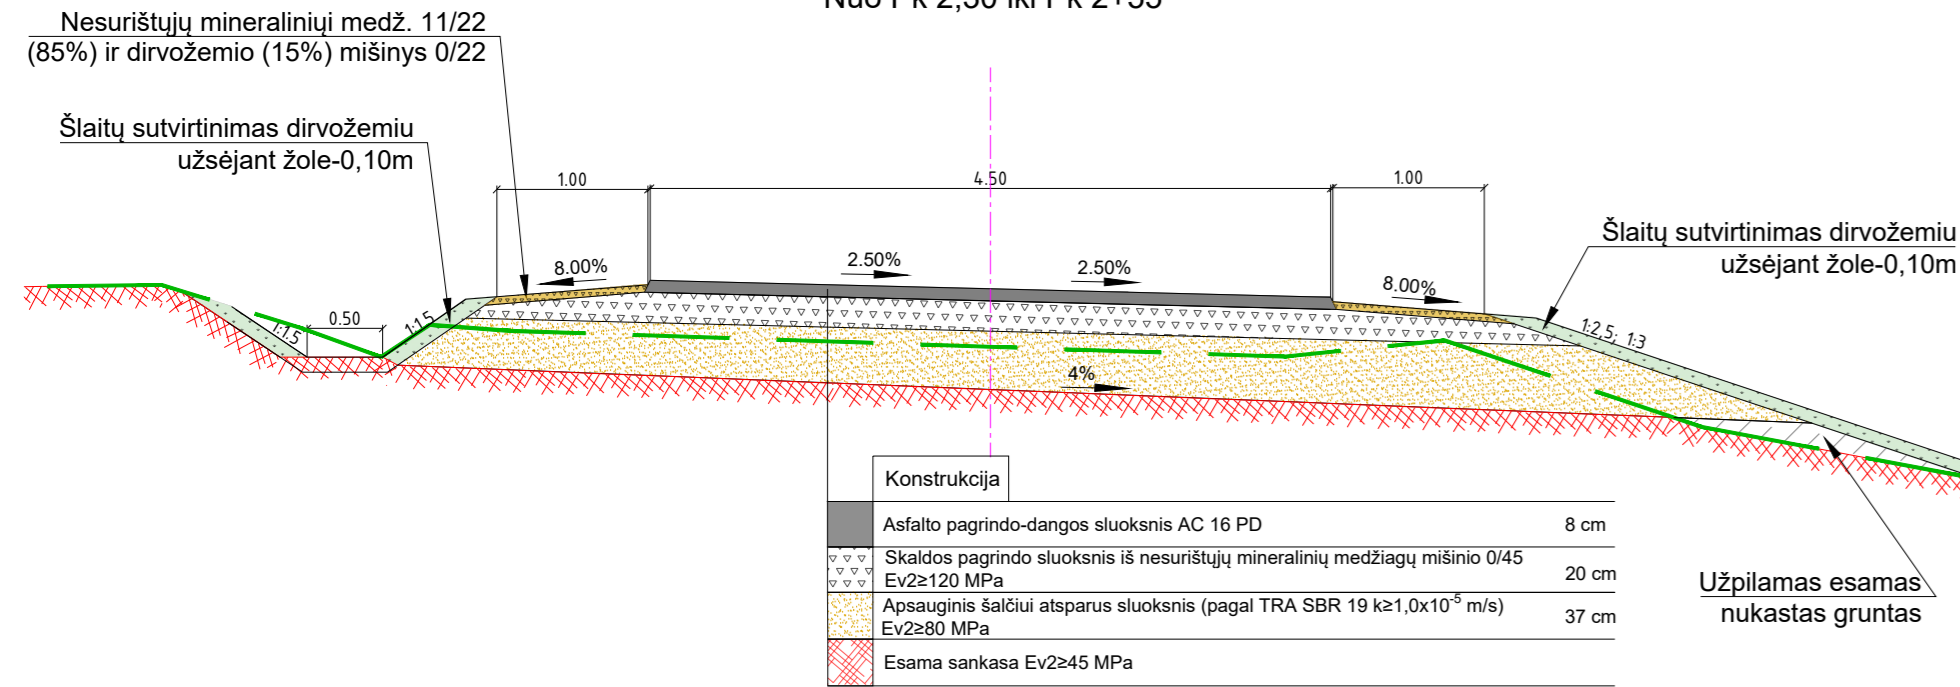 Nesurištųjų mineraliniųi medž. 11/22
(85%) ir dirvožemio (15%) mišinys 0/22
Šlaitų sutvirtinimas dirvožemiu
užsėjant žole-0,10m
1.00
4.50
1.00
Šlaitų sutvirtinimas dirvožemiu
užsėjant žole-0,10m
8.00%
2.50%
2.50%
8.00%
1:1.5
0.50
1:1.5
1:2,5; 1:3
4%
Konstrukcija
Asfalto pagrindo-dangos sluoksnis AC 16 PD 8 cm
Skaldos pagrindo sluoksnis iš nesurištųjų mineralinių medžiagų mišinio 0/45
Ev2≥120 MPa 20 cm
Apsauginis šalčiui atsparus sluoksnis (pagal TRA SBR 19 k≥1,0x10⁻⁵ m/s)
Ev2≥80 MPa 37 cm
Esama sankasa Ev2≥45 MPa
Užpilamas esamas
nukastas gruntas